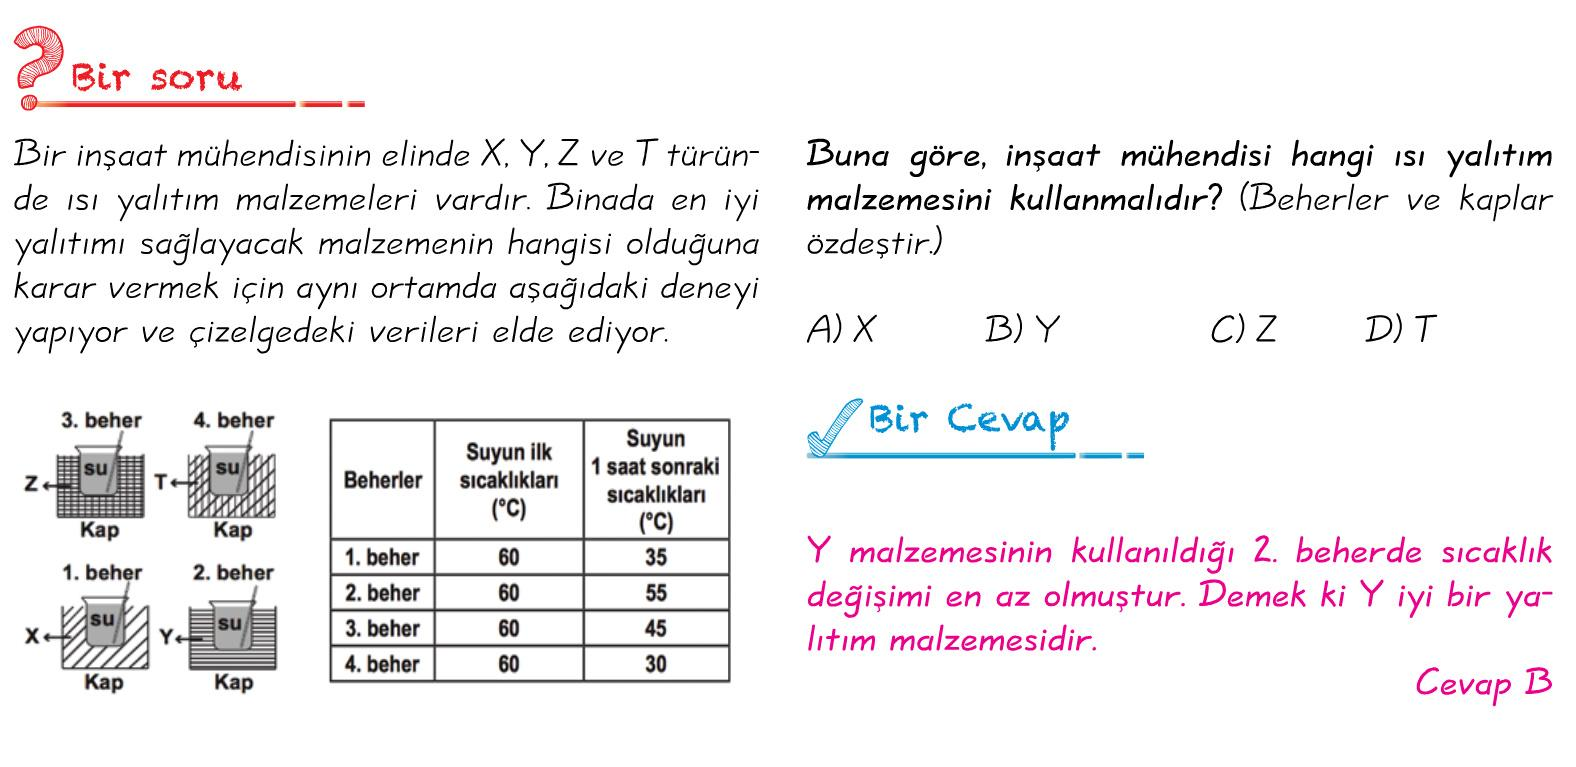 Bir soru
Bir inşaat mühendisinin elinde X, Y, Z ve T türün-
de ısı yalıtım malzemeleri vardır. Binada en iyi
yalıtımı sağlayacak malzemenin hangisi olduğuna
karar vermek için aynı ortamda aşağıdaki deneyi
yapıyor ve çizelgedeki verileri elde ediyor.
3. beher 4. beher
su su
Z T
Kap Kap
1. beher 2. beher
su su
X Y
Kap Kap
Beherler Suyun ilk sıcaklıkları (°C) Suyun 1 saat sonraki sıcaklıkları (°C)
1. beher 60 35
2. beher 60 55
3. beher 60 45
4. beher 60 30
Buna göre, inşaat mühendisi hangi ısı yalıtım
malzemesini kullanmalıdır? (Beherler ve kaplar
özdeştir.)
A) X B) Y C) Z D) T
Bir Cevap
Y malzemesinin kullanıldığı 2. beherde sıcaklık
değişimi en az olmuştur. Demek ki Y iyi bir ya-
lıtım malzemesidir.
Cevap B